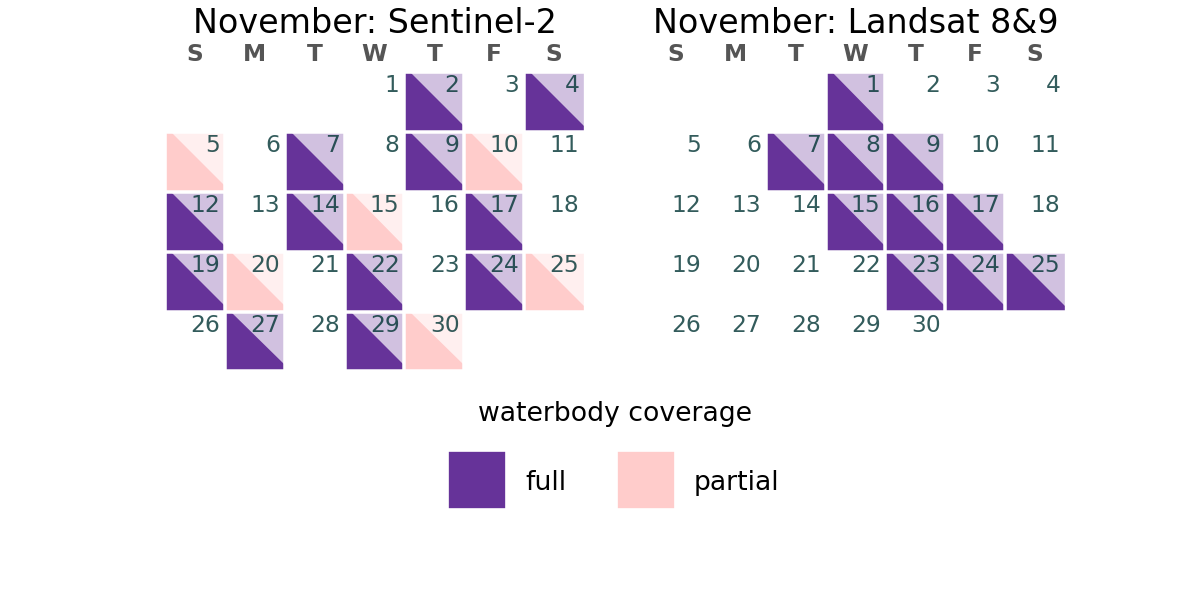 November: Sentinel-2
S M T W T F S
1 2 3 4
5 6 7 8 9 10 11
12 13 14 15 16 17 18
19 20 21 22 23 24 25
26 27 28 29 30
November: Landsat 8&9
S M T W T F S
1 2 3 4
5 6 7 8 9 10 11
12 13 14 15 16 17 18
19 20 21 22 23 24 25
26 27 28 29 30
waterbody coverage
full
partial